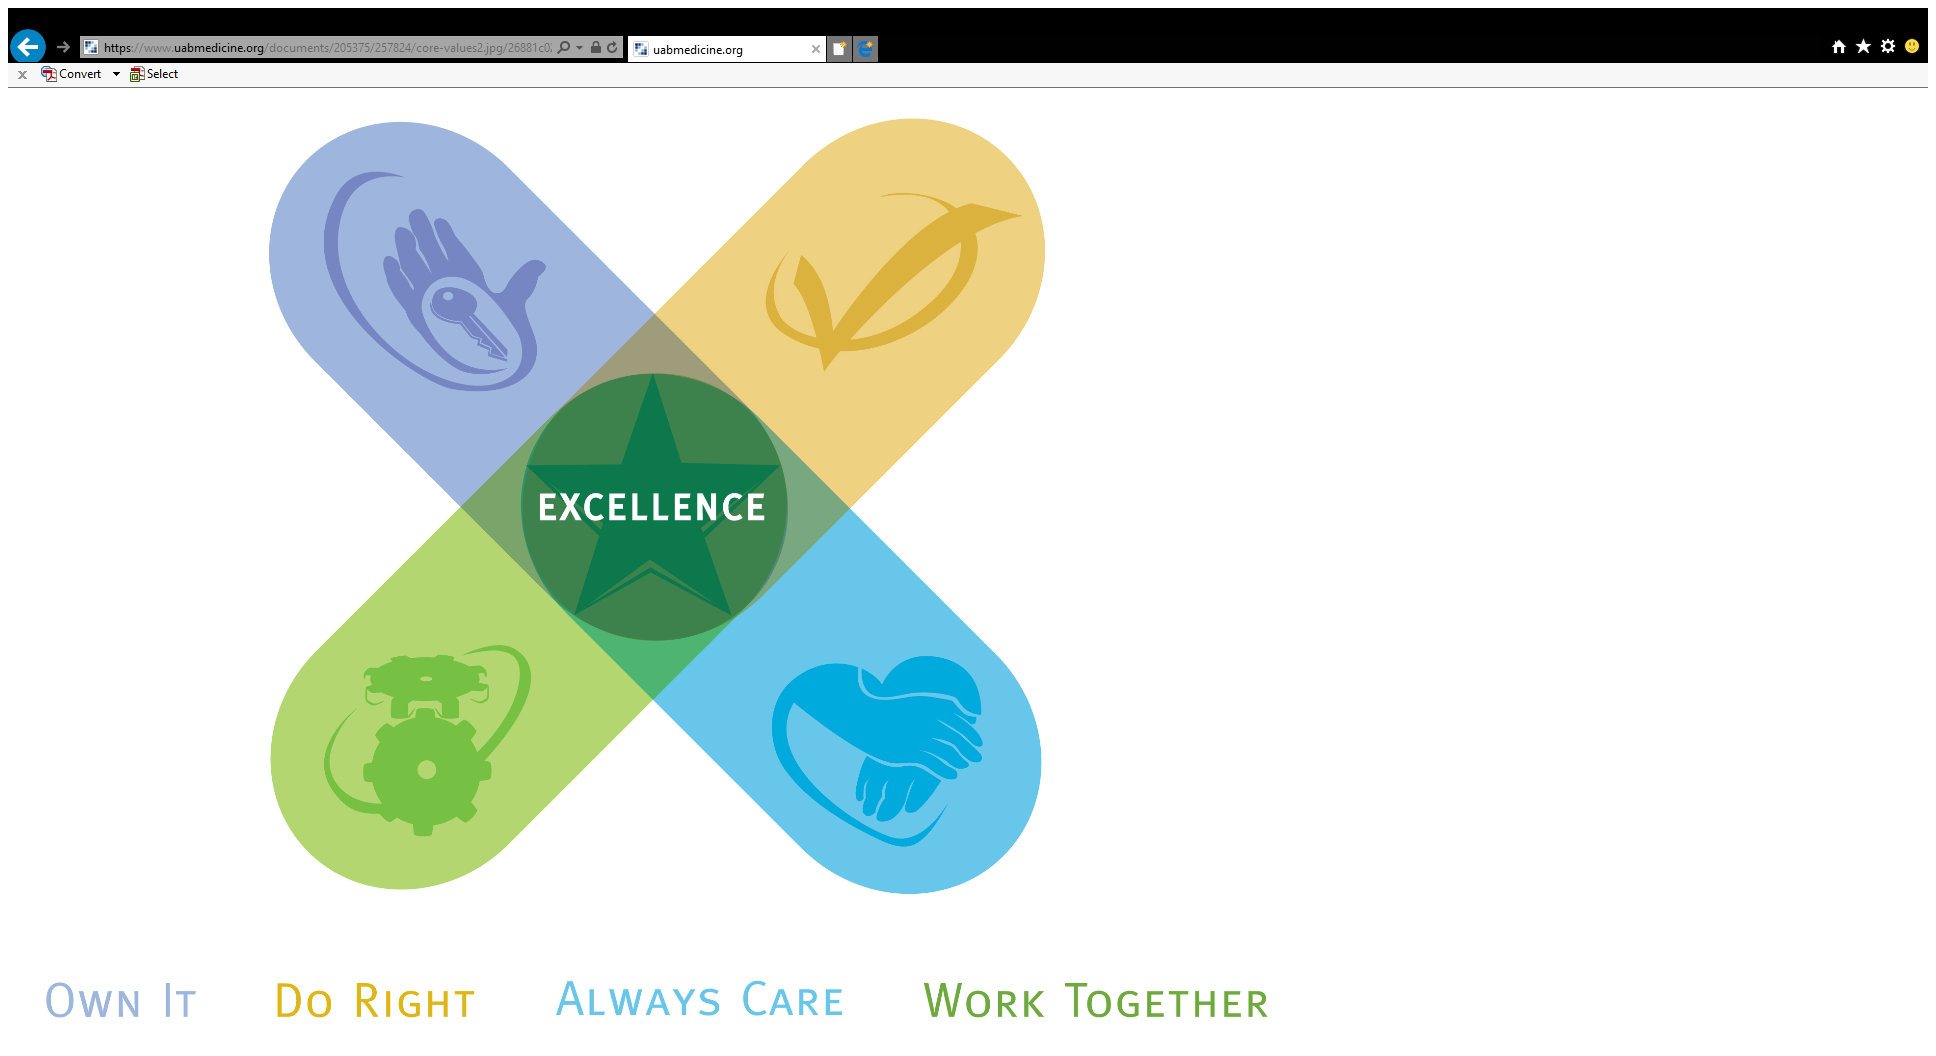 https://www.uabmedicine.org/documents/205375/257824/core-values2.jpg/26881c0
uabmedicine.org
x Convert Select
EXCELLENCE
Own It Do Right Always Care Work Together